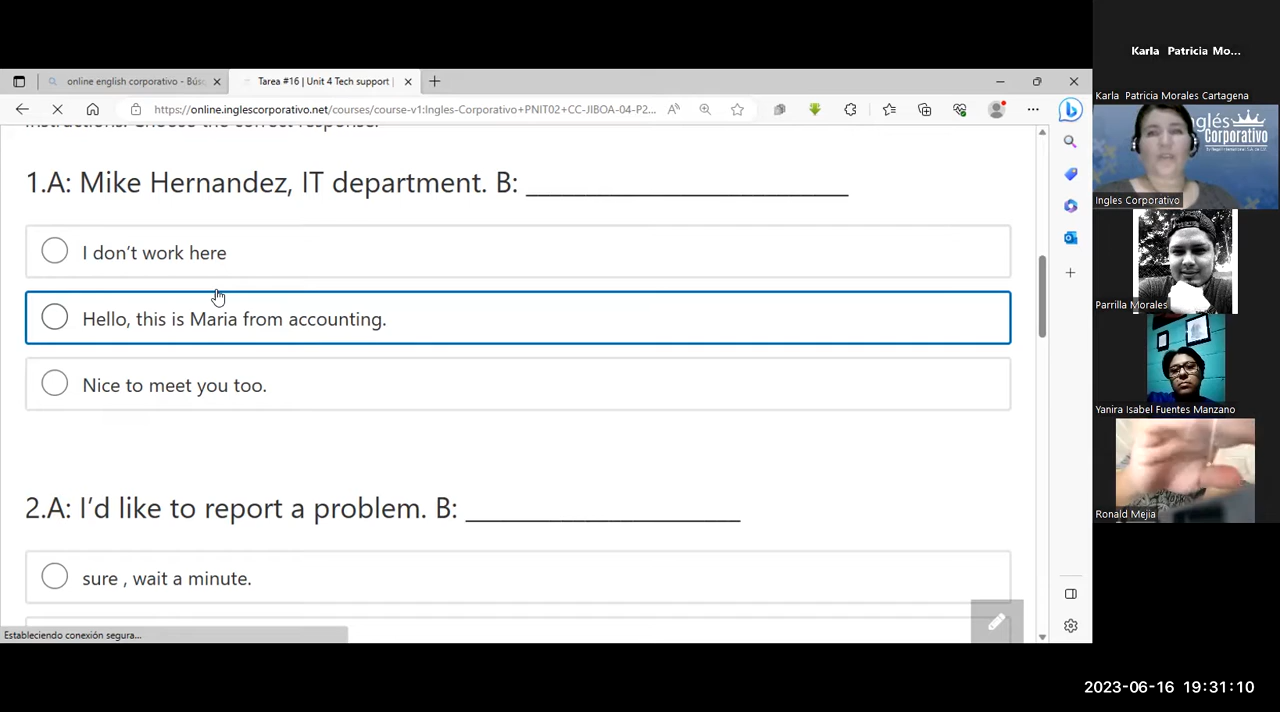 Karla Patricia Mo...
online english corporativo - Búsc
Tarea #16 | Unit 4 Tech support |
https://online.inglescorporativo.net/courses/course-v1:Ingles-Corporativo+PNIT02+CC-JIBOA-04-P2...
Karla Patricia Morales Cartagena
1.A: Mike Hernandez, IT department. B: ____________________________
I don't work here
Hello, this is Maria from accounting.
Nice to meet you too.
2.A: I'd like to report a problem. B: ________________________
sure , wait a minute.
Estableciendo conexión segura...
nglés
Corporativo
Ingles Corporativo
Parrilla Morales
Yanira Isabel Fuentes Manzano
Ronald Mejia
2023-06-16 19:31:10